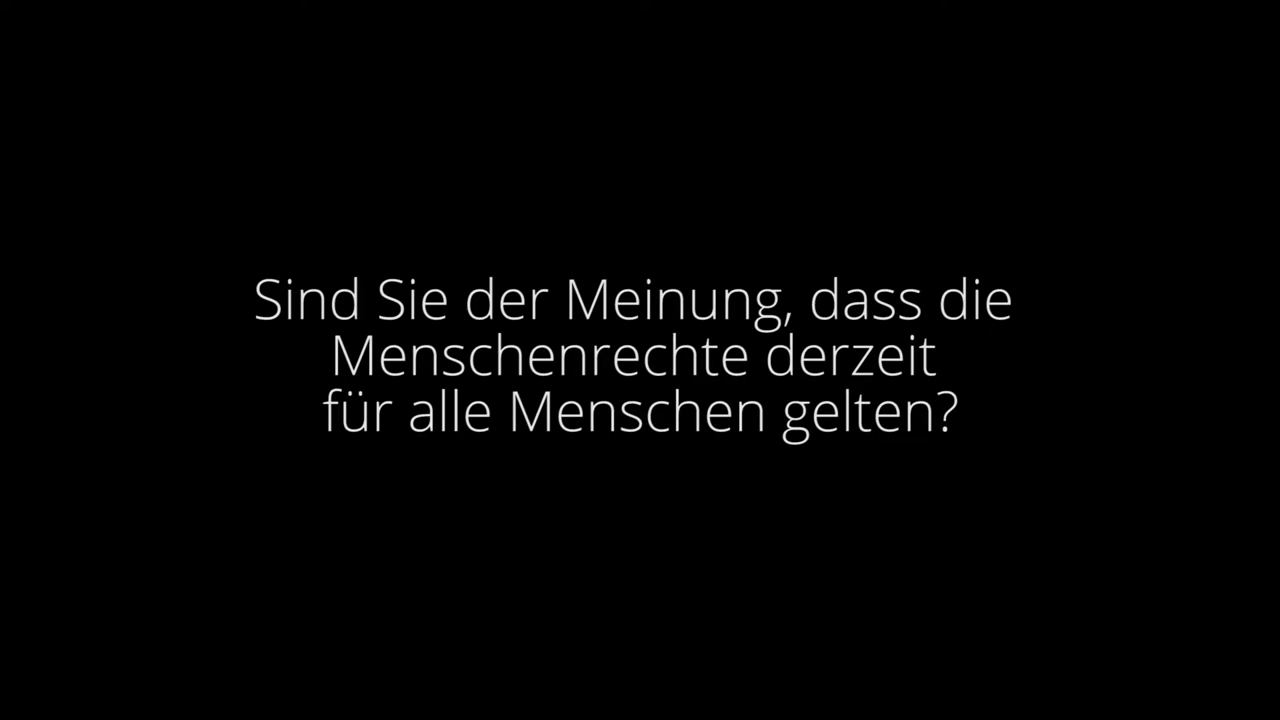 Sind Sie der Meinung, dass die
Menschenrechte derzeit
für alle Menschen gelten?